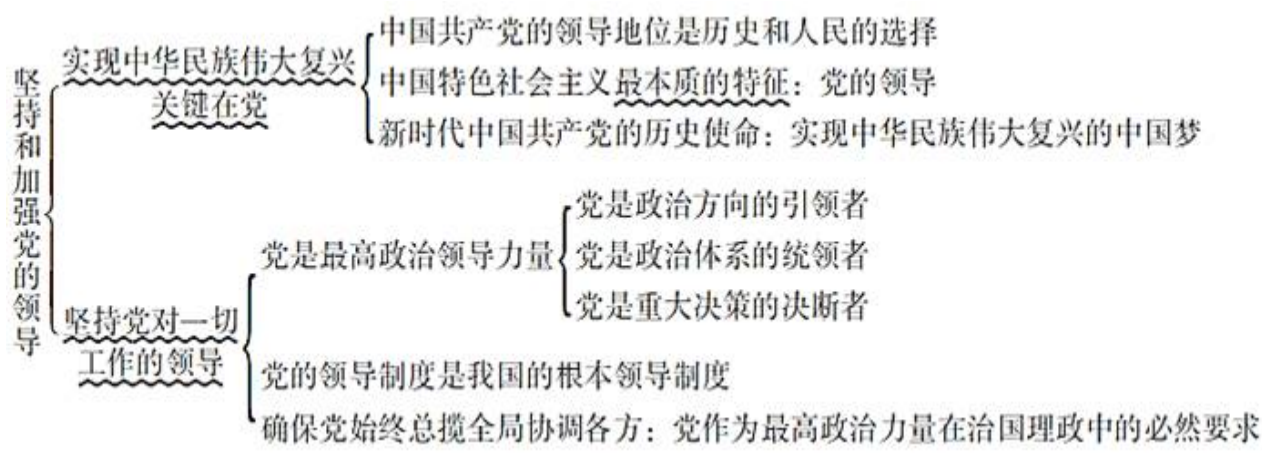 坚持和加强党的领导
实现中华民族伟大复兴
关键在党
中国共产党的领导地位是历史和人民的选择
中国特色社会主义最本质的特征：党的领导
新时代中国共产党的历史使命：实现中华民族伟大复兴的中国梦
坚持党对一切
工作的领导
党是最高政治领导力量
党是政治方向的引领者
党是政治体系的统领者
党是重大决策的决断者
党的领导制度是我国的根本领导制度
确保党始终总揽全局协调各方：党作为最高政治力量在治国理政中的必然要求